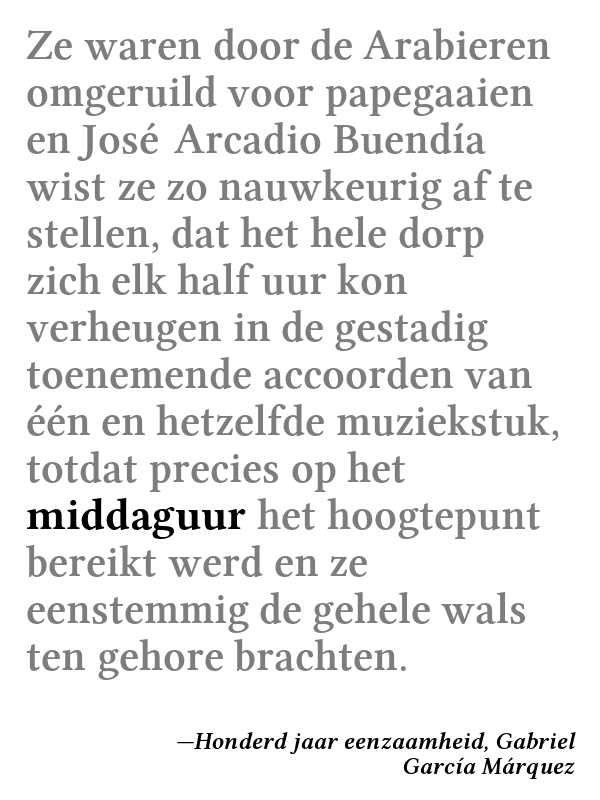 Ze waren door de Arabieren
omgeruild voor papegaaien
en José Arcadio Buendía
wist ze zo nauwkeurig af te
stellen, dat het hele dorp
zich elk half uur kon
verheugen in de gestadig
toenemende accoorden van
één en hetzelfde muziekstuk,
totdat precies op het
middaguur het hoogtepunt
bereikt werd en ze
eenstemmig de gehele wals
ten gehore brachten.
—Honderd jaar eenzaamheid, Gabriel
García Márquez